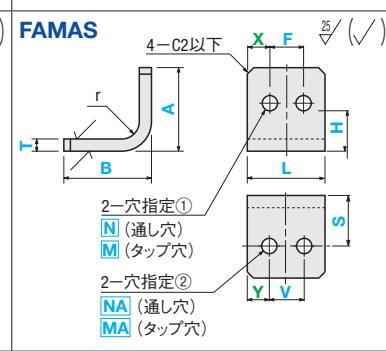 )
FAMAS
25 ( )
4－C2以下
X
F
r
A
H
T
B
L
2－穴指定①
N (通し穴)
M (タップ穴)
S
2－穴指定②
NA (通し穴)
MA (タップ穴)
Y
V